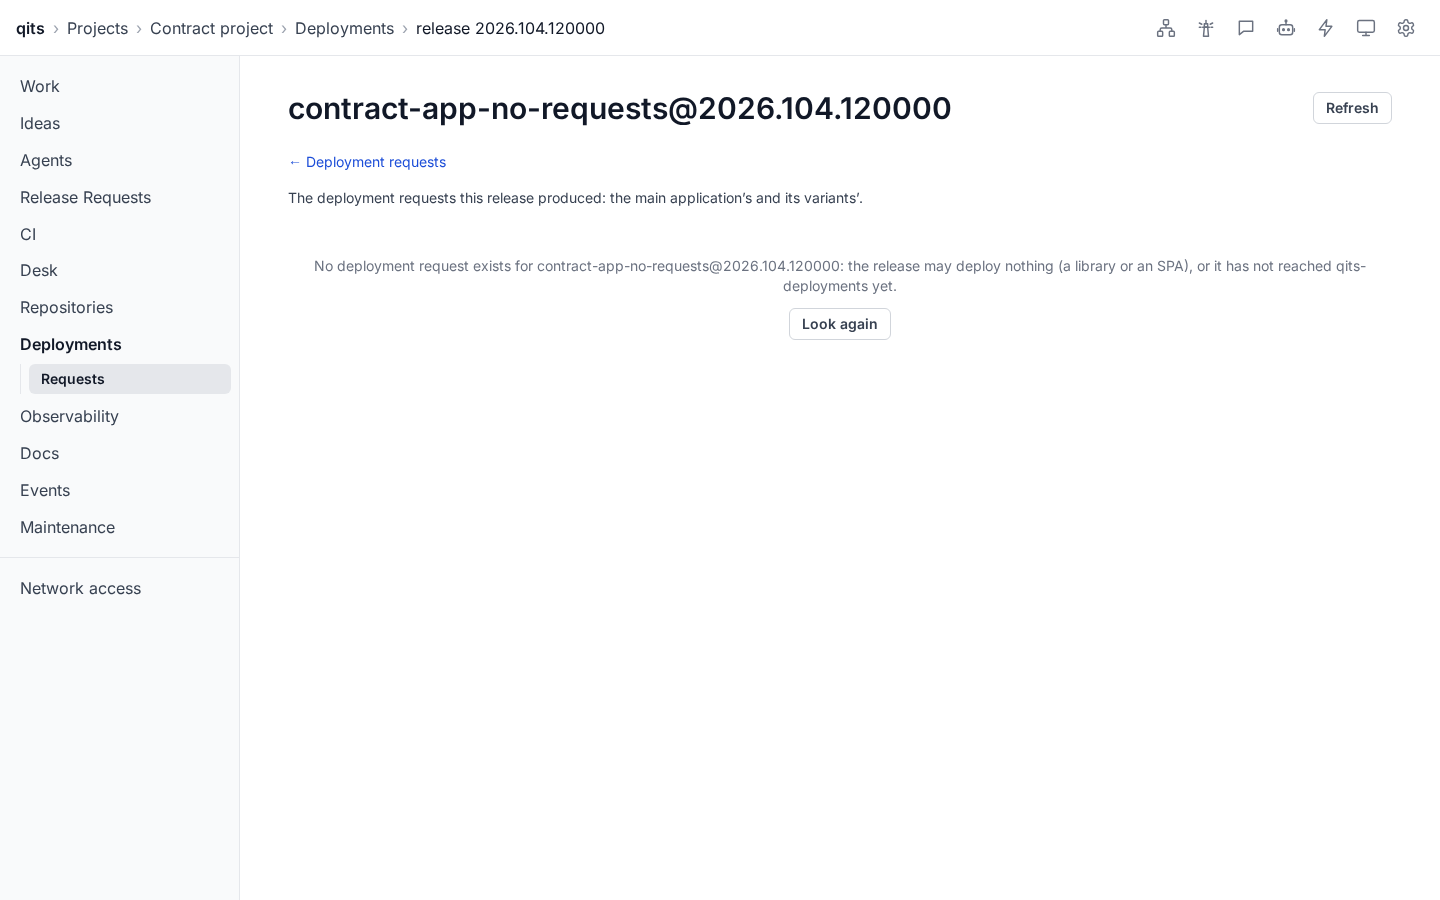 qits › Projects › Contract project › Deployments › release 2026.104.120000
Work
Ideas
Agents
Release Requests
CI
Desk
Repositories
Deployments
Requests
Observability
Docs
Events
Maintenance
Network access
contract-app-no-requests@2026.104.120000
Refresh
← Deployment requests
The deployment requests this release produced: the main application’s and its variants’.
No deployment request exists for contract-app-no-requests@2026.104.120000: the release may deploy nothing (a library or an SPA), or it has not reached qits-
deployments yet.
Look again